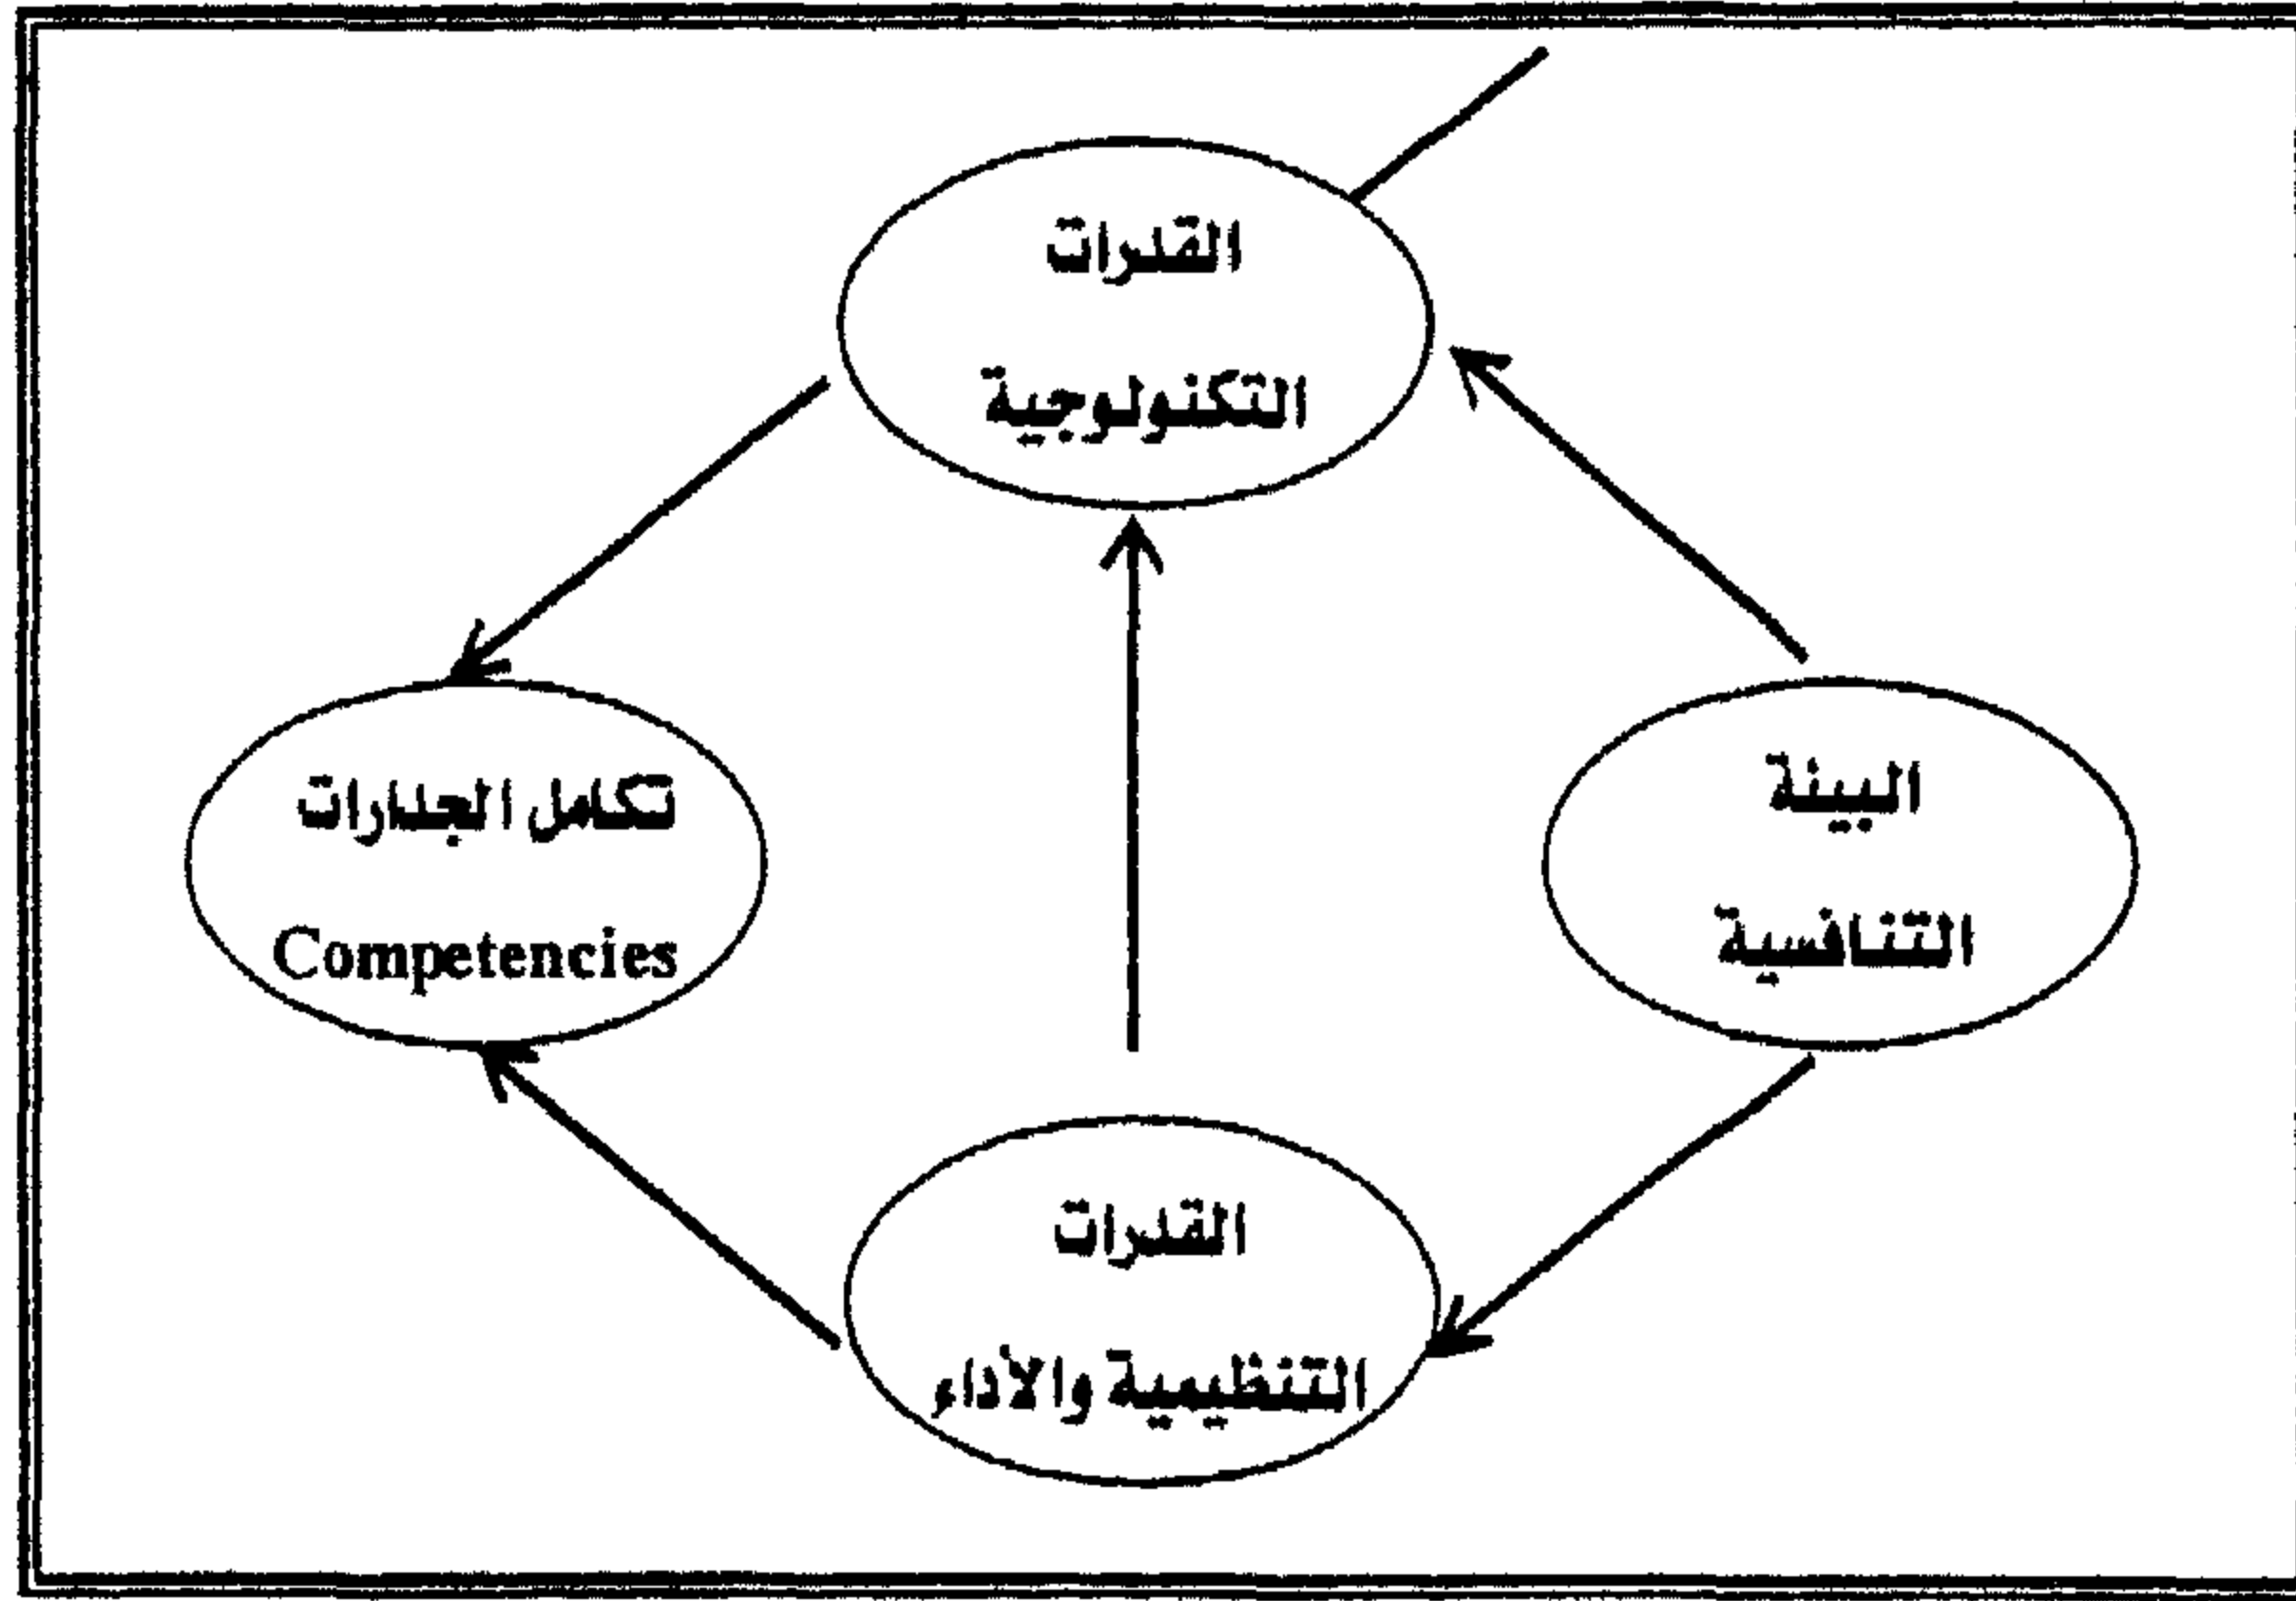 القدرات
التكنولوجية
البيئة
التنافسية
تكامل الجدارات
Competencies
القدرات
التنظيمية والأداء